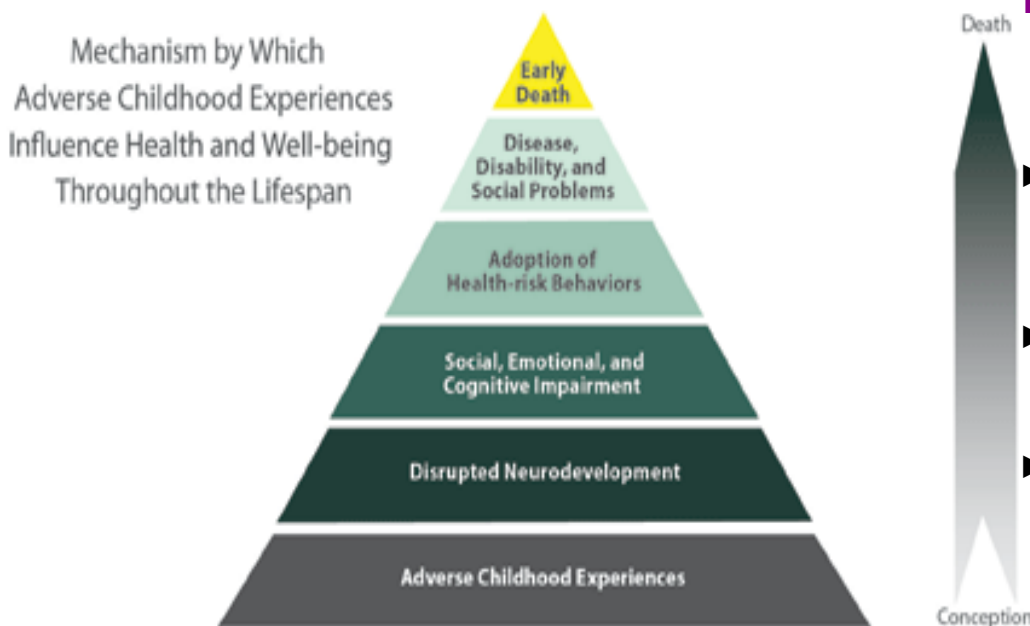 Mechanism by Which
Adverse Childhood Experiences
Influence Health and Well-being
Throughout the Lifespan
Early
Death
Disease,
Disability, and
Social Problems
Adoption of
Health-risk Behaviors
Social, Emotional, and
Cognitive Impairment
Disrupted Neurodevelopment
Adverse Childhood Experiences
Death
Conception